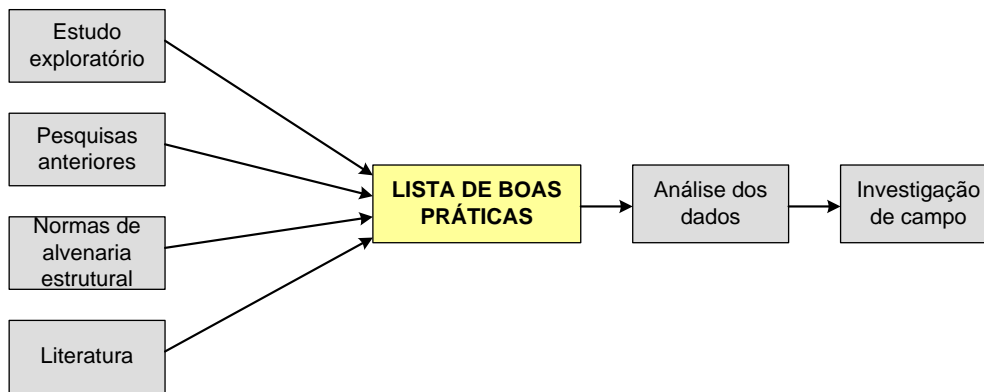 Estudo
exploratório
Pesquisas
anteriores
Normas de
alvenaria
estrutural
Literatura
LISTA DE BOAS
PRÁTICAS
Análise dos
dados
Investigação
de campo